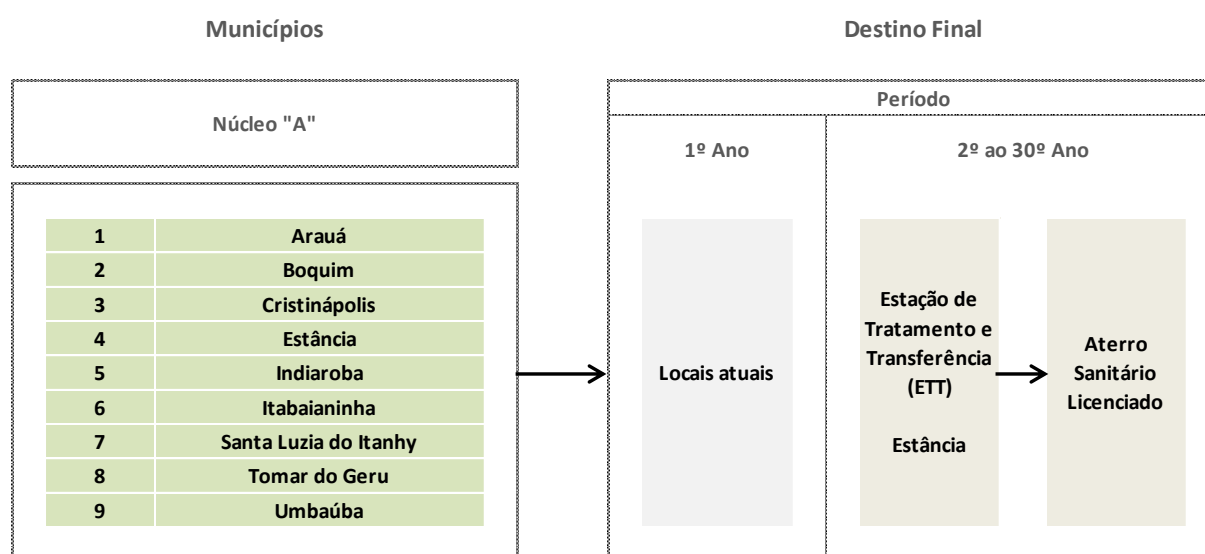 Municípios
Destino Final
Núcleo "A"
Período
1º Ano
2º ao 30º Ano
1 Arauá
2 Boquim
3 Cristinápolis
4 Estância
5 Indiaroba
6 Itabaianinha
7 Santa Luzia do Itanhy
8 Tomar do Geru
9 Umbaúba
Locais atuais
Estação de
Tratamento e
Transferência
(ETT)
Estância
Aterro
Sanitário
Licenciado